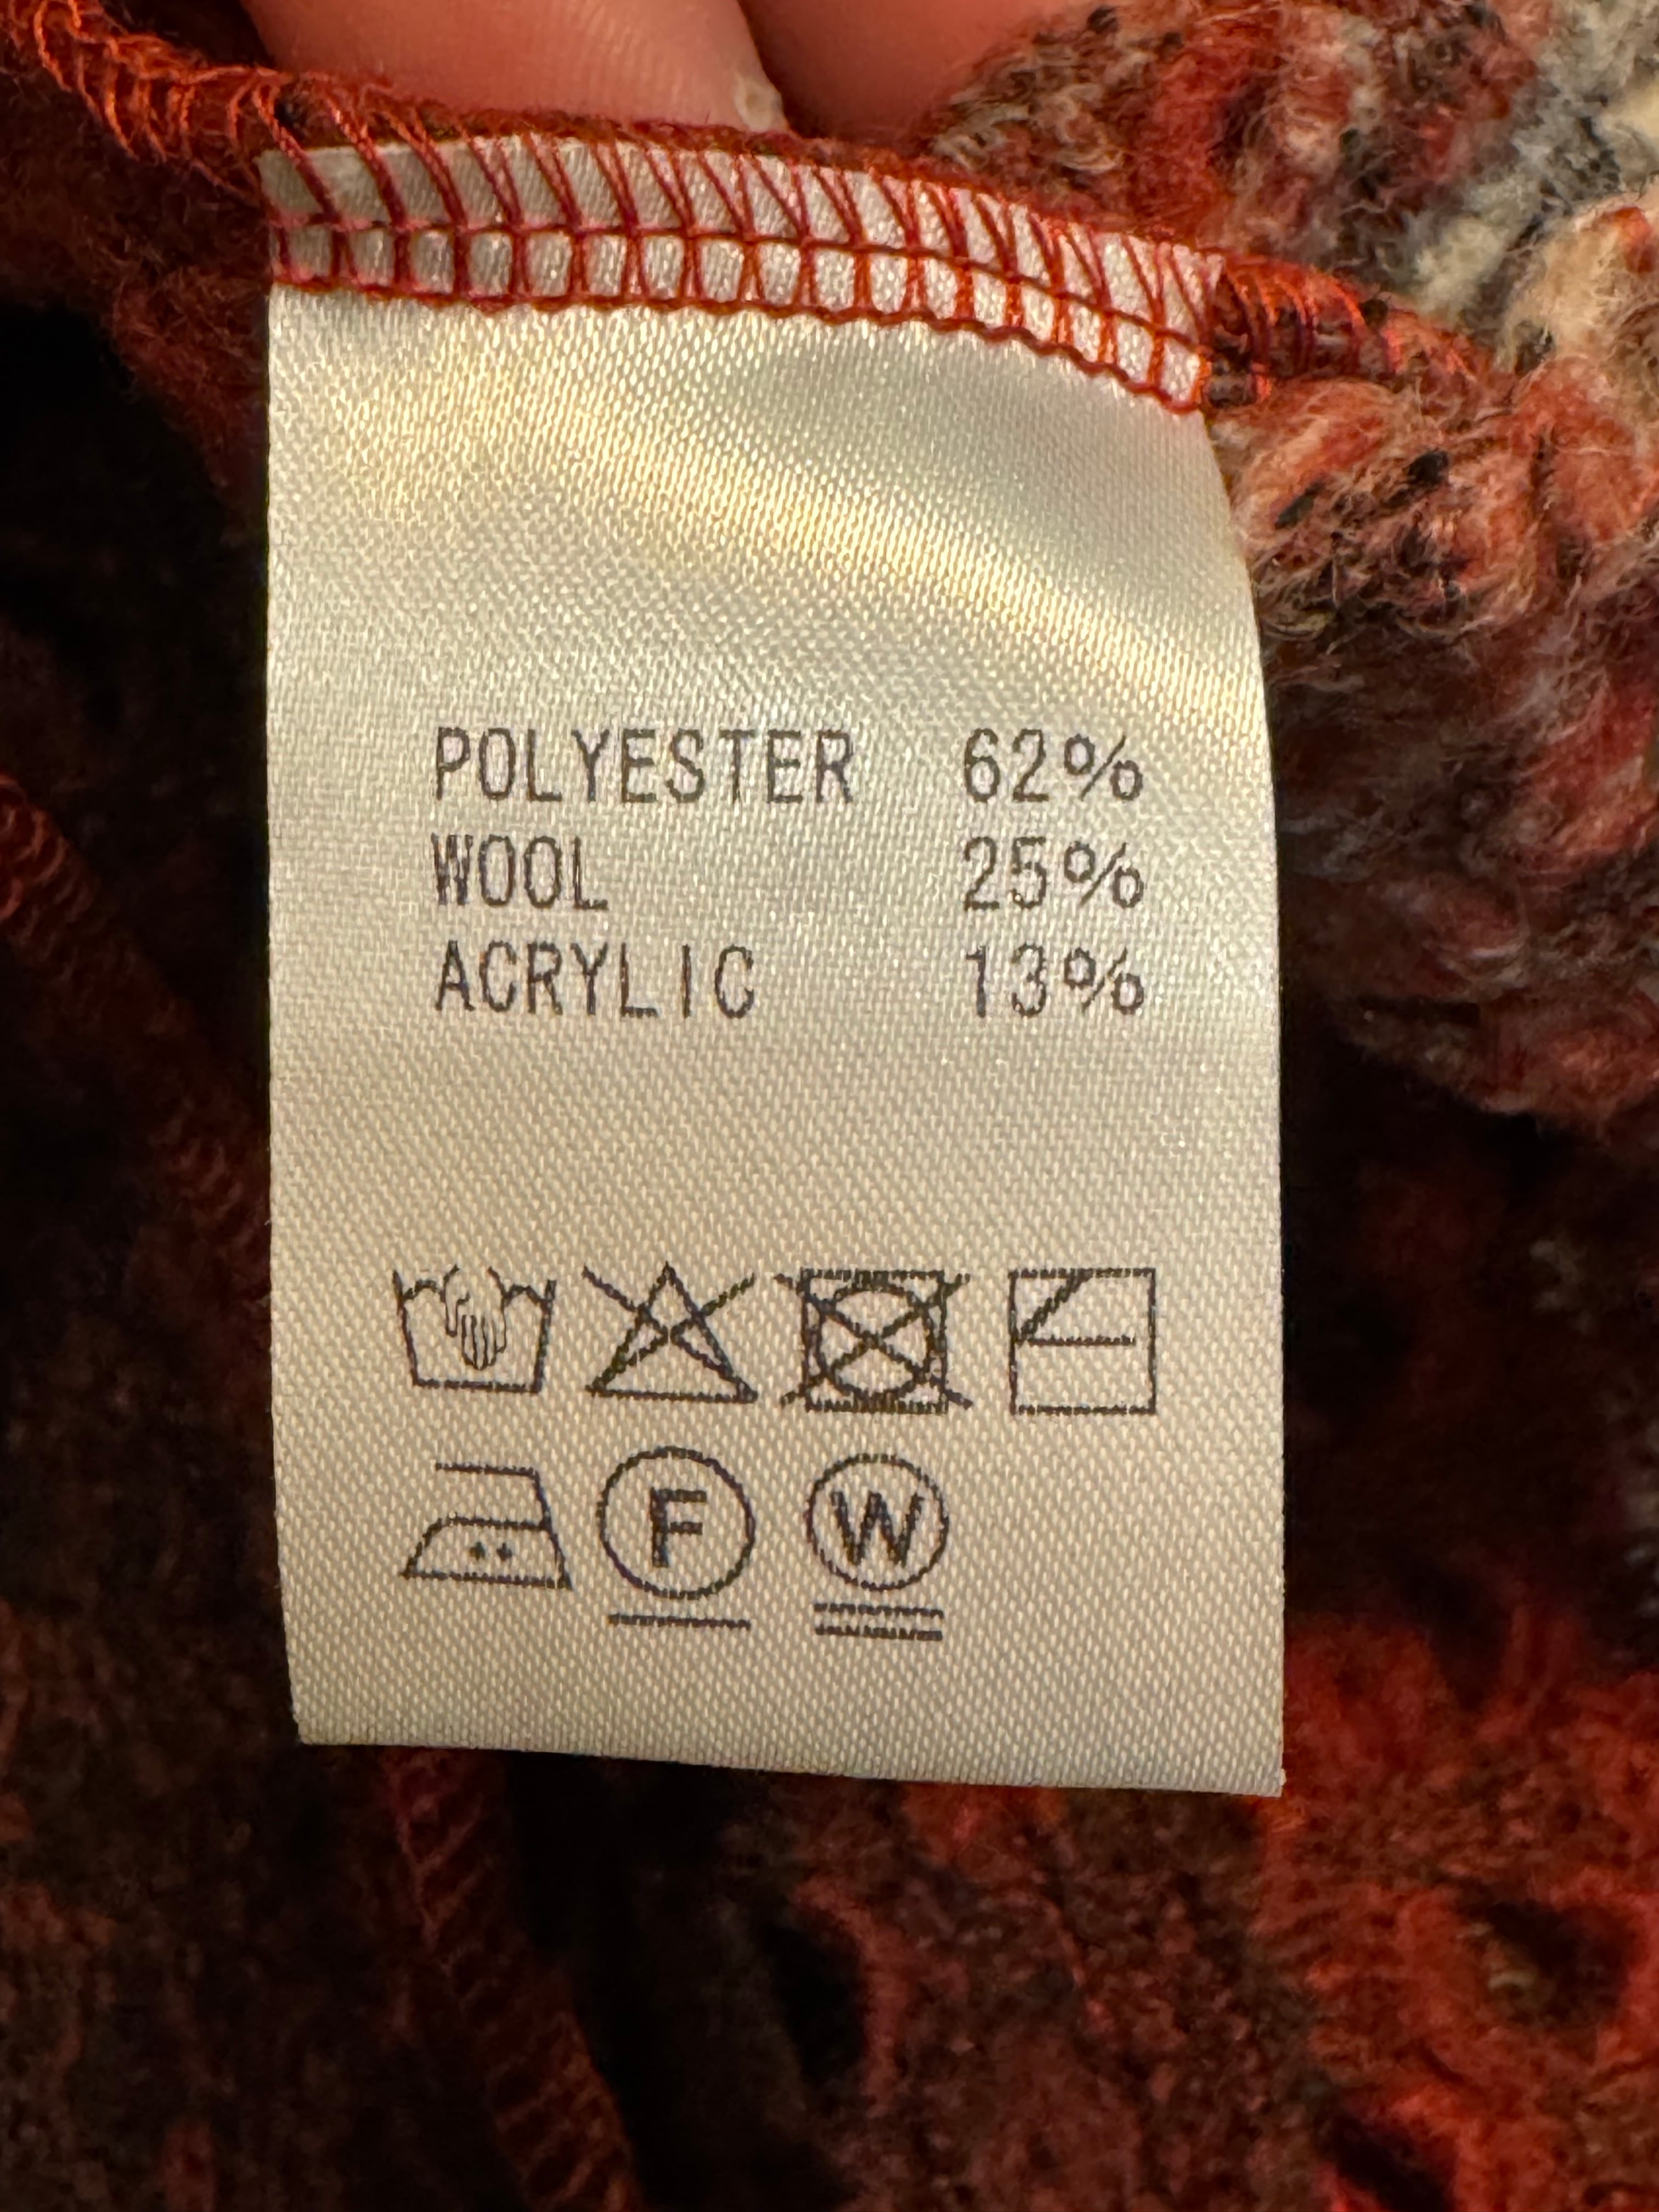 POLYESTER 62%
WOOL 25%
ACRYLIC 13%
F W